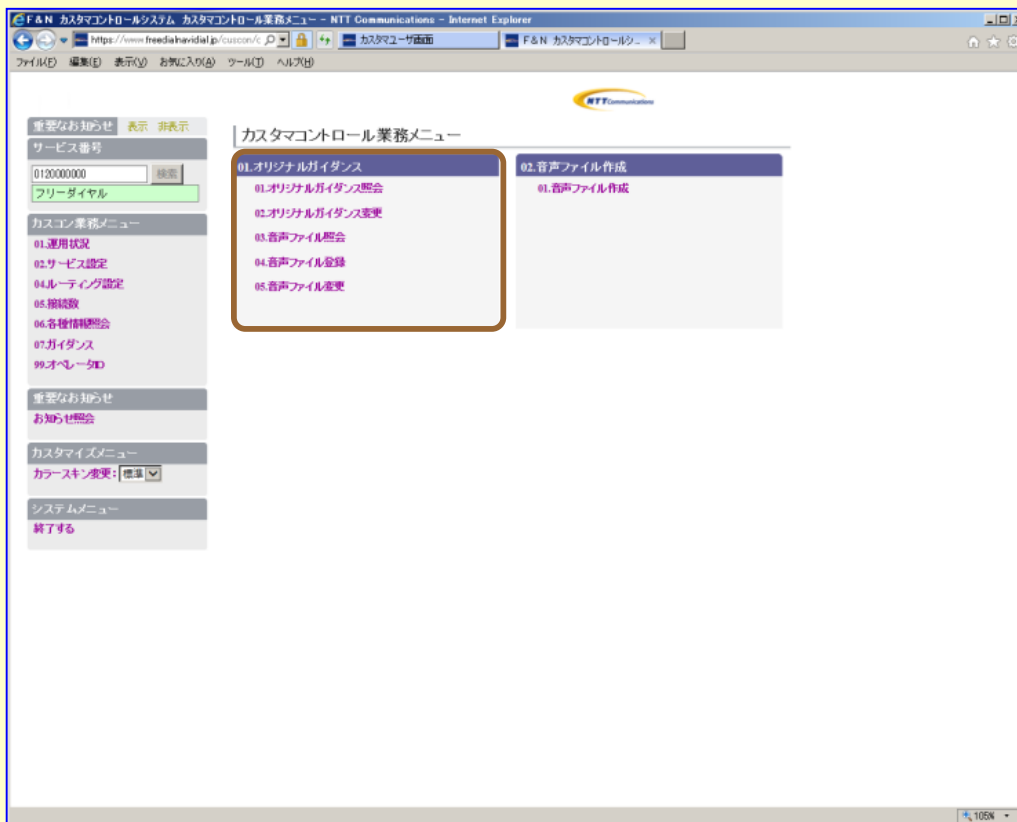 F&N カスタマコントロールシステム カスタマコントロール業務メニュー - NTT Communications - Internet Explorer
https://www.freedialnavidial.jp/cuscon/c
カスタマユーザ画面
F&N カスタマコントロールシ...
ファイル(F) 編集(E) 表示(V) お気に入り(A) ツール(T) ヘルプ(H)
NTT Communications
重要なお知らせ 表示 非表示
カスタマコントロール業務メニュー
サービス番号
0120000000 検索
フリーダイヤル
01.オリジナルガイダンス
01.オリジナルガイダンス照会
02.オリジナルガイダンス変更
03.音声ファイル照会
04.音声ファイル登録
05.音声ファイル変更
02.音声ファイル作成
01.音声ファイル作成
カスコン業務メニュー
01.運用状況
02.サービス設定
04.ルーティング設定
05.接続数
06.各種情報照会
07.ガイダンス
99.オペレータID
重要なお知らせ
お知らせ照会
カスタマイズメニュー
カラースキン変更: 標準
システムメニュー
終了する
105%